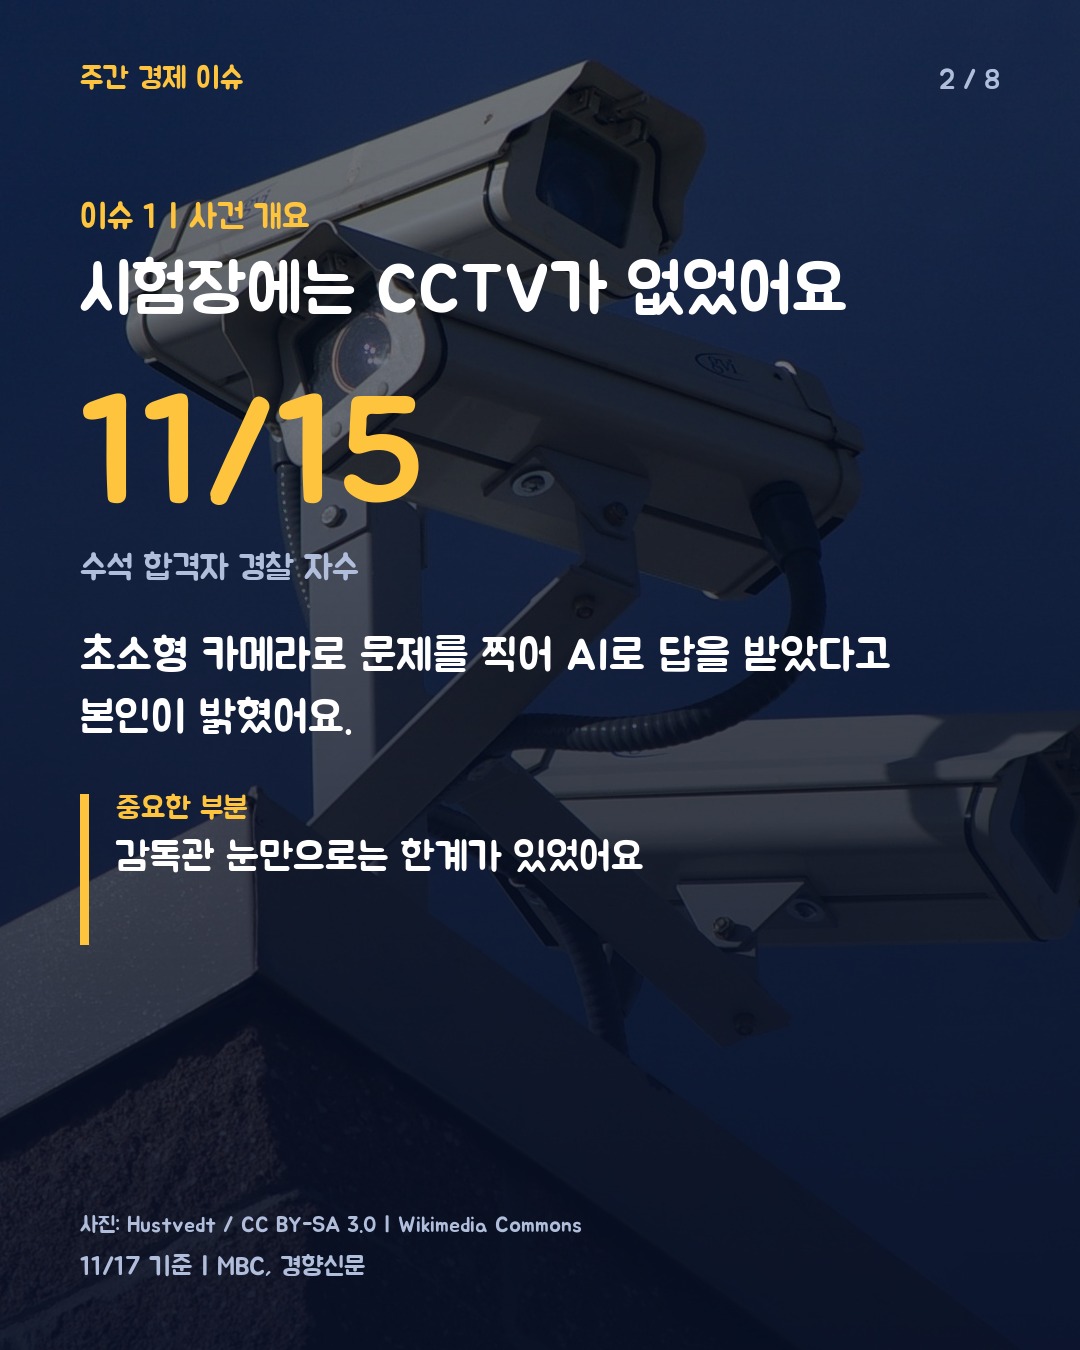 주간 경제 이슈
2 / 8
이슈 1 | 사건 개요
시험장에는 CCTV가 없었어요
11/15
수석 합격자 경찰 자수
초소형 카메라로 문제를 찍어 AI로 답을 받았다고
본인이 밝혔어요.
중요한 부분
감독관 눈만으로는 한계가 있었어요
사진: Hustvedt / CC BY-SA 3.0 | Wikimedia Commons
11/17 기준 | MBC, 경향신문